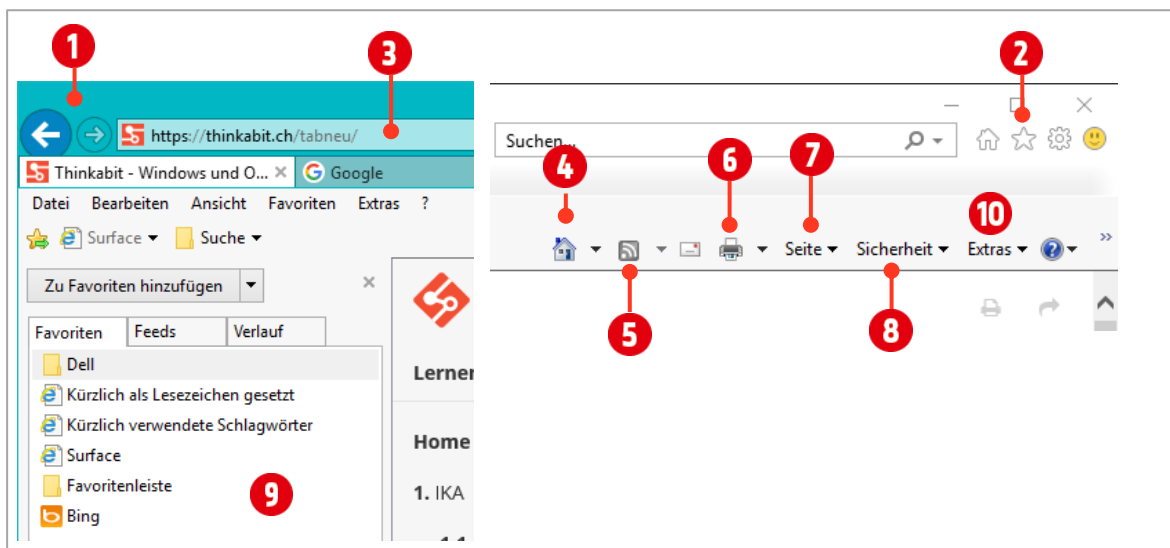 1
3
2
https://thinkabit.ch/tabneu/
Suchen...
Thinkabit - Windows und O... Google
4
6
7
10
Datei Bearbeiten Ansicht Favoriten Extras ?
Surface Suche
Seite Sicherheit Extras ? »
Zu Favoriten hinzufügen
5
8
Favoriten Feeds Verlauf
Dell
Kürzlich als Lesezeichen gesetzt
Kürzlich verwendete Schlagwörter
Surface
Favoritenleiste
Bing
9
Home
1. IKA